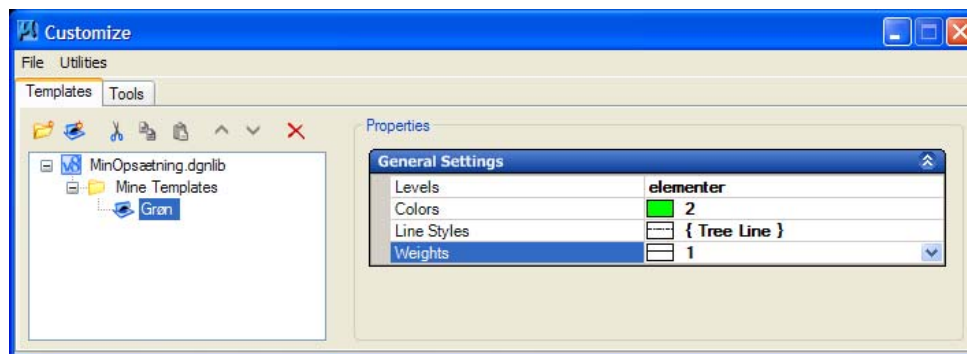 Customize
File Utilities
Templates Tools
Properties
MinOpsætning.dgnlib
Mine Templates
Grøn
General Settings
Levels elementer
Colors 2
Line Styles { Tree Line }
Weights 1